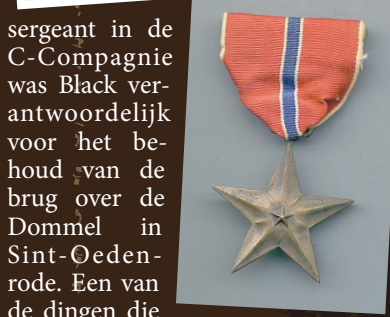 sergeant in de
C-Compagnie
was Black ver-
antwoordelijk
voor het be-
houd van de
brug over de
Dommel in
Sint-Oeden-
rode. Een van
de dingen die